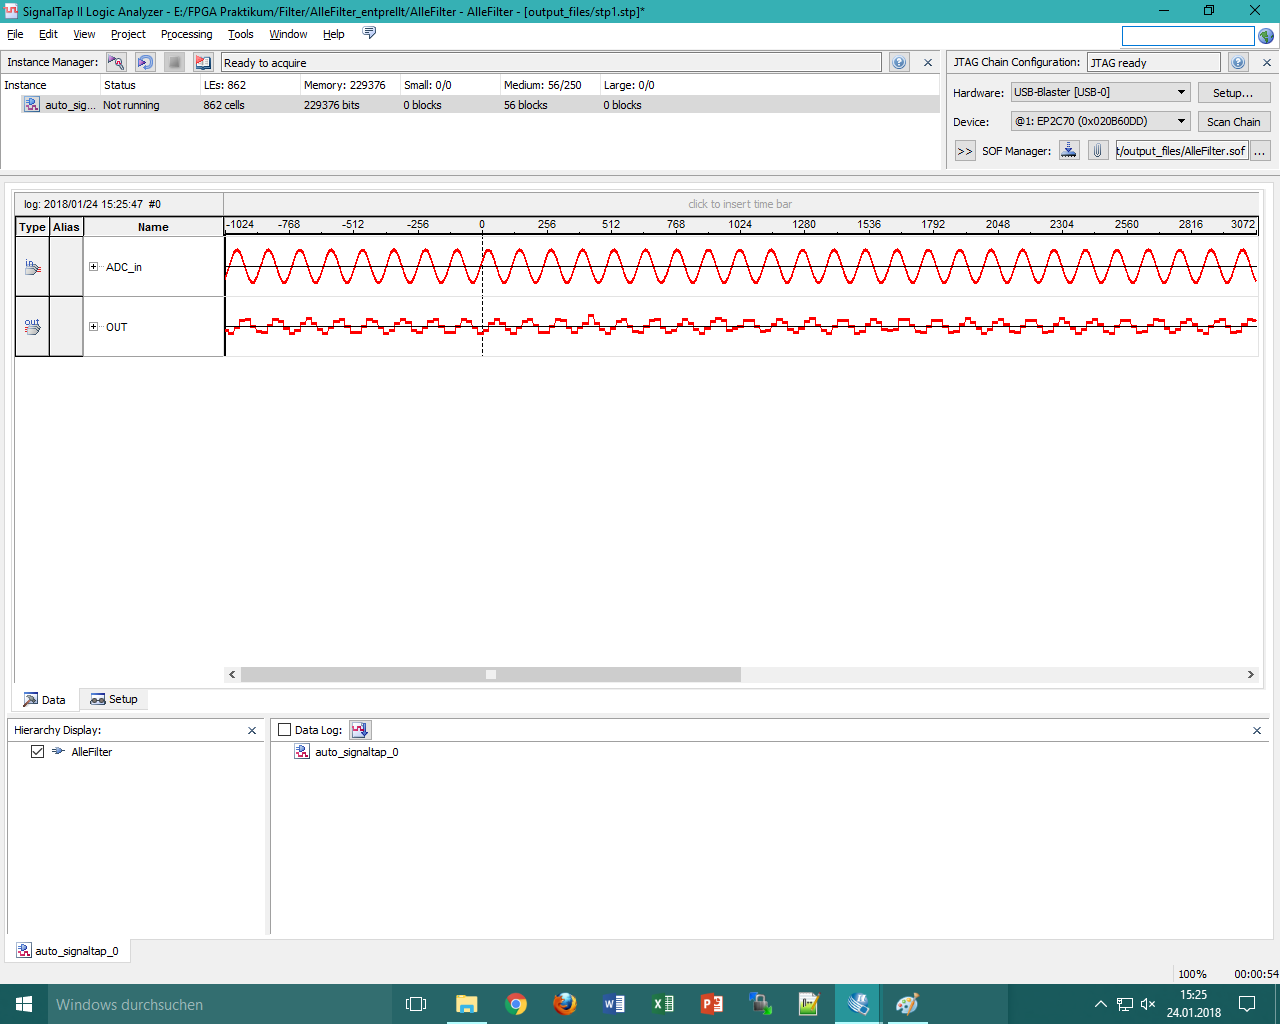 SignalTap II Logic Analyzer - E:/FPGA Praktikum/Filter/AlleFilter_entprellt/AlleFilter - AlleFilter - [output_files/stp1.stp]*
File Edit View Project Processing Tools Window Help
Instance Manager: Ready to acquire
Instance Status LEs: 862 Memory: 229376 Small: 0/0 Medium: 56/250 Large: 0/0
auto_sig... Not running 862 cells 229376 bits 0 blocks 56 blocks 0 blocks
JTAG Chain Configuration: JTAG ready
Hardware: USB-Blaster [USB-0] Setup...
Device: @1: EP2C70 (0x020B60DD) Scan Chain
>> SOF Manager: t/output_files/AlleFilter.sof ...
log: 2018/01/24 15:25:47 #0 click to insert time bar
Type Alias Name -1024 -768 -512 -256 0 256 512 768 1024 1280 1536 1792 2048 2304 2560 2816 3072
in ADC_in
out OUT
Data Setup
Hierarchy Display:
AlleFilter
Data Log:
auto_signaltap_0
auto_signaltap_0
100% 00:00:54
Windows durchsuchen
15:25
24.01.2018